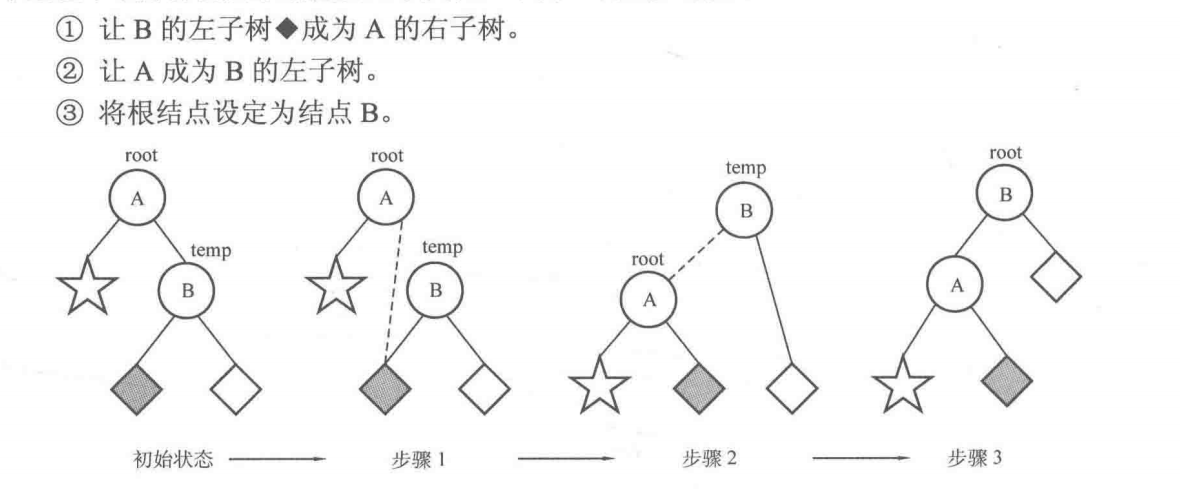 ① 让 B 的左子树◆成为 A 的右子树。
② 让 A 成为 B 的左子树。
③ 将根结点设定为结点 B。
root
A
temp
B
root
A
temp
B
temp
B
root
A
root
B
A
初始状态
步骤 1
步骤 2
步骤 3